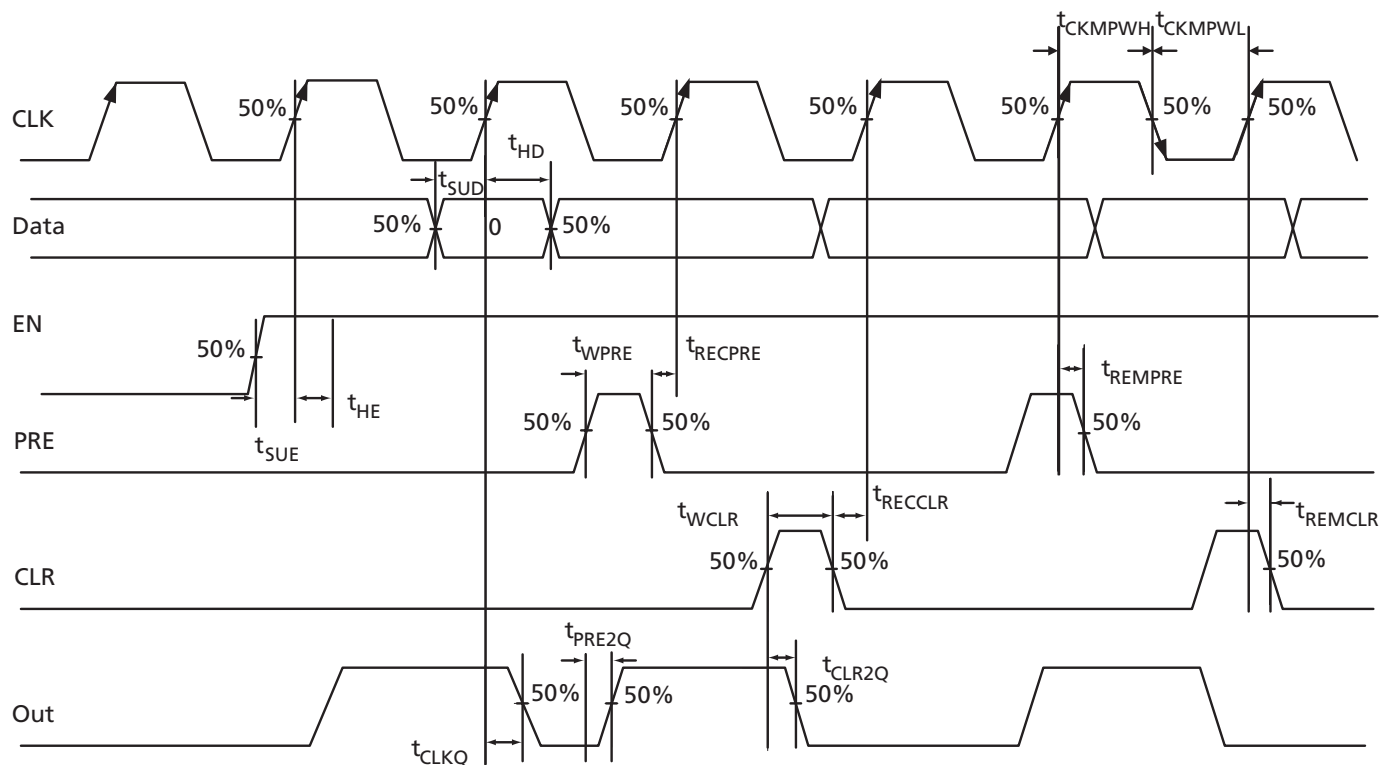 tCKMPWH tCKMPWL
CLK
50% 50% 50% 50% 50% 50% 50%
tHD
tSUD
Data
50% 0 50%
EN
50%
tWPRE tRECPRE
tREMPRE
tHE
PRE
50% 50% 50%
tSUE
tWCLR tRECCLR
tREMCLR
CLR
50% 50% 50%
tPRE2Q
tCLR2Q
Out
50% 50% 50%
tCLKQ